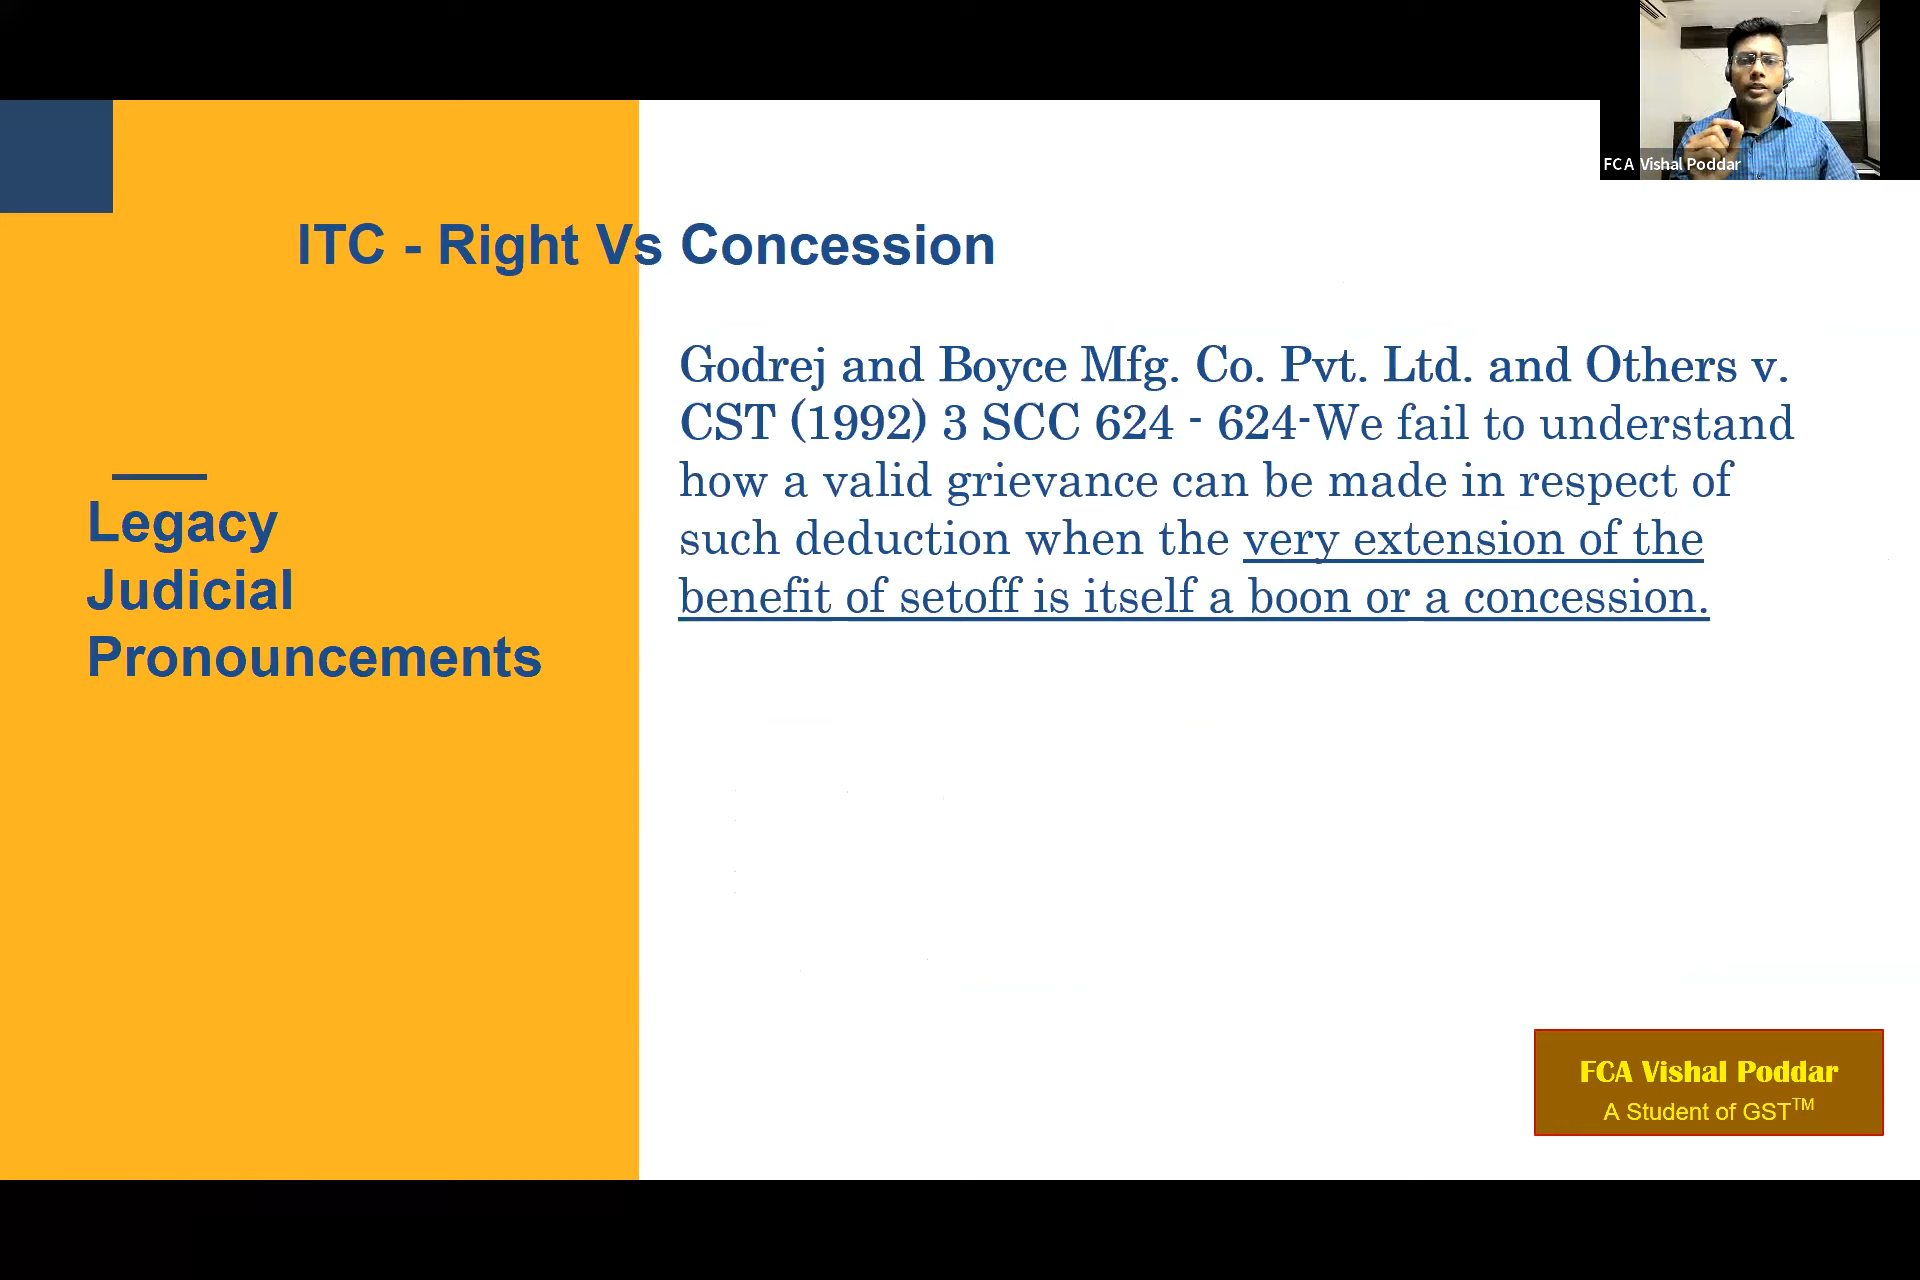 FCA Vishal Poddar
ITC - Right Vs Concession
Legacy
Judicial
Pronouncements
Godrej and Boyce Mfg. Co. Pvt. Ltd. and Others v.
CST (1992) 3 SCC 624 - 624-We fail to understand
how a valid grievance can be made in respect of
such deduction when the very extension of the
benefit of setoff is itself a boon or a concession.
FCA Vishal Poddar
A Student of GST™